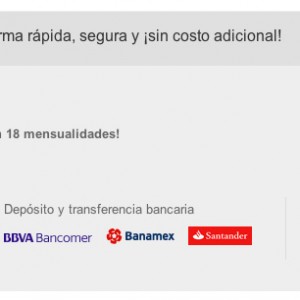 rma rápida, segura y ¡sin costo adicional!
18 mensualidades!
Depósito y transferencia bancaria
BBVA Bancomer Banamex Santander